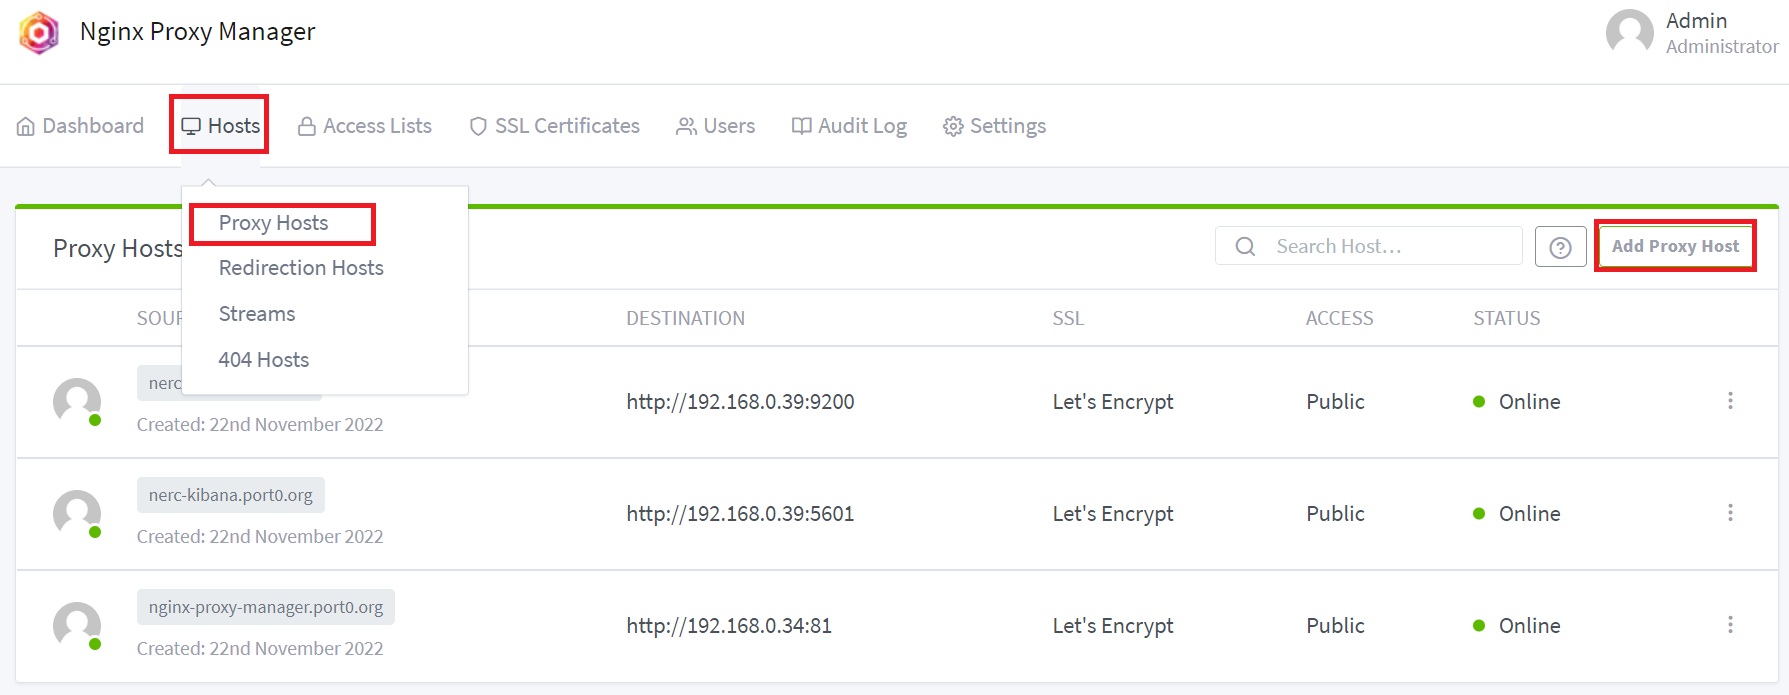 Nginx Proxy Manager
Admin
Administrator
Dashboard Hosts Access Lists SSL Certificates Users Audit Log Settings
Proxy Hosts
Redirection Hosts
Streams
404 Hosts
Proxy Hosts
Search Host...
Add Proxy Host
DESTINATION SSL ACCESS STATUS
http://192.168.0.39:9200 Let's Encrypt Public Online
Created: 22nd November 2022
nerc-kibana.port0.org
http://192.168.0.39:5601 Let's Encrypt Public Online
Created: 22nd November 2022
nginx-proxy-manager.port0.org
http://192.168.0.34:81 Let's Encrypt Public Online
Created: 22nd November 2022